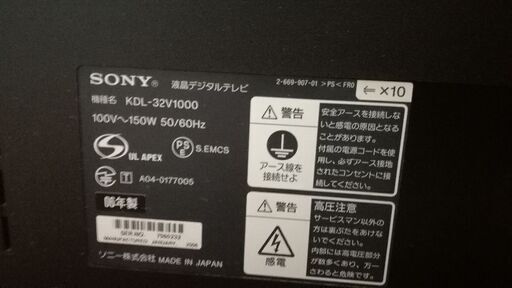 SONY® 液晶デジタルテレビ
機種名 KDL-32V1000
100V～150W 50/60Hz
UL APEX
PSE S.EMCS
A04-0177005
06年製
SER.NO.
ソニー株式会社 MADE IN JAPAN
2-669-907-01 >PS< FR0
⇐ ×10
警告
アース線を
接続せよ
安全アースを接続しない
と感電の原因となる
ことがあります。
付属の電源コードを使
用し、必ずアース接地
されたコンセントに接
続してください。
警告
感電
高圧注意
サービスマン以外の方
は裏ぶたをあけない
でください。
内部には高電圧部分
が数多くあり、万一
さわると危険です。